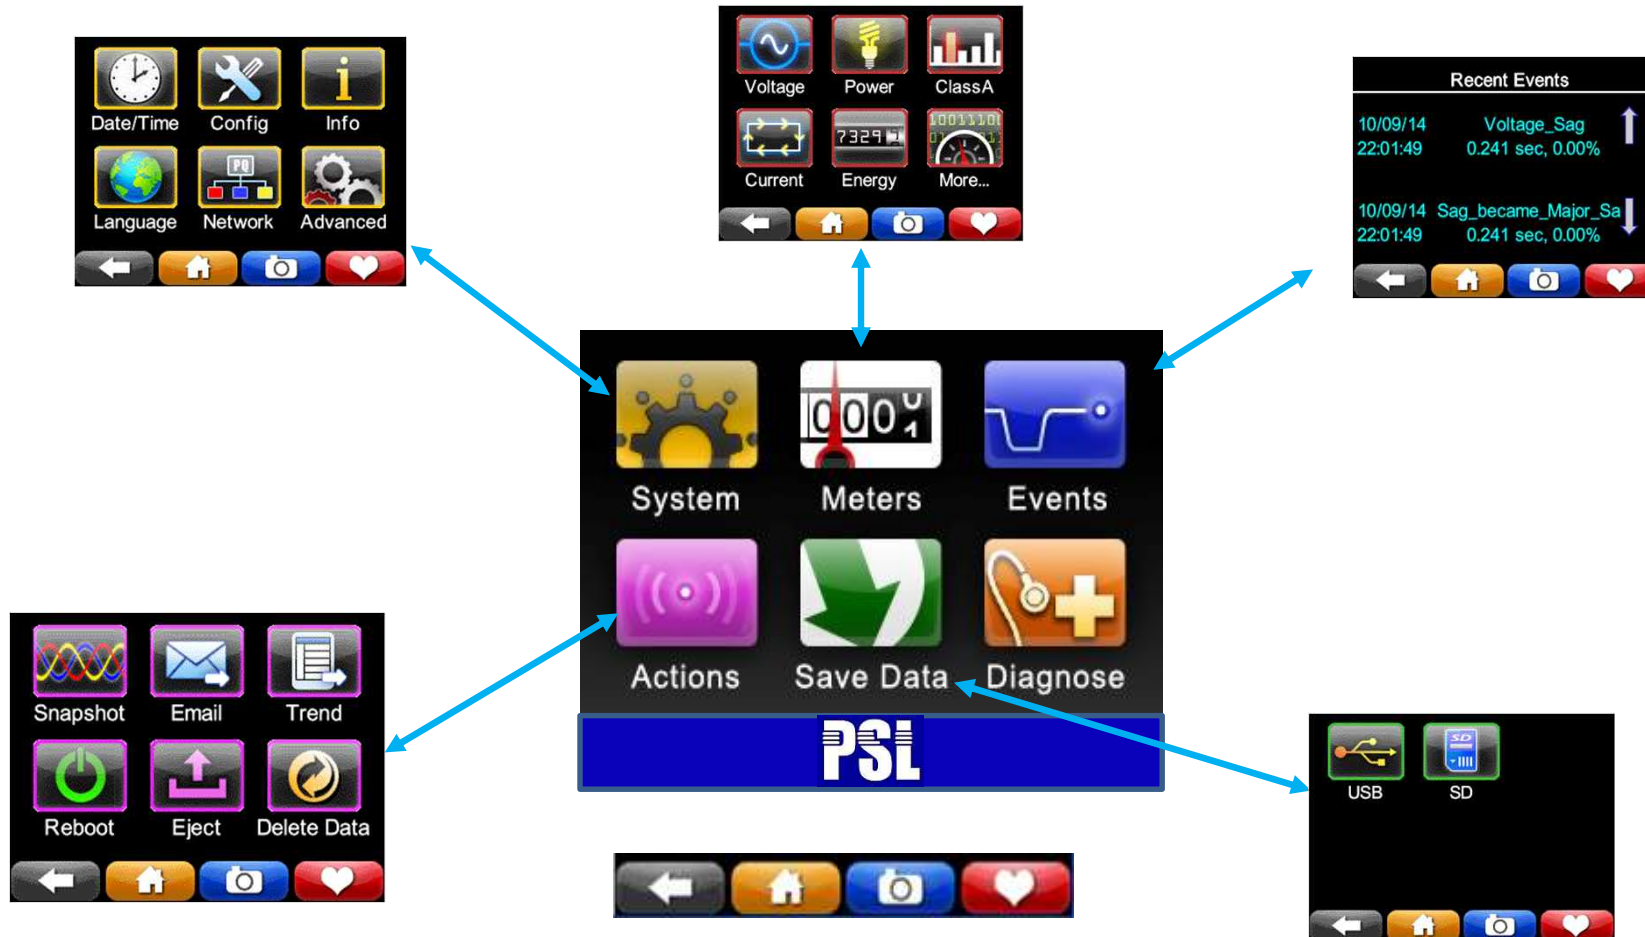 Date/Time Config Info
PQ
Language Network Advanced
Voltage Power ClassA
7329
Current Energy More...
Recent Events
10/09/14 Voltage_Sag
22:01:49 0.241 sec, 0.00%
10/09/14 Sag_became_Major_Sa
22:01:49 0.241 sec, 0.00%
000
System Meters Events
Actions Save Data Diagnose
PSL
Snapshot Email Trend
Reboot Eject Delete Data
SD
USB SD